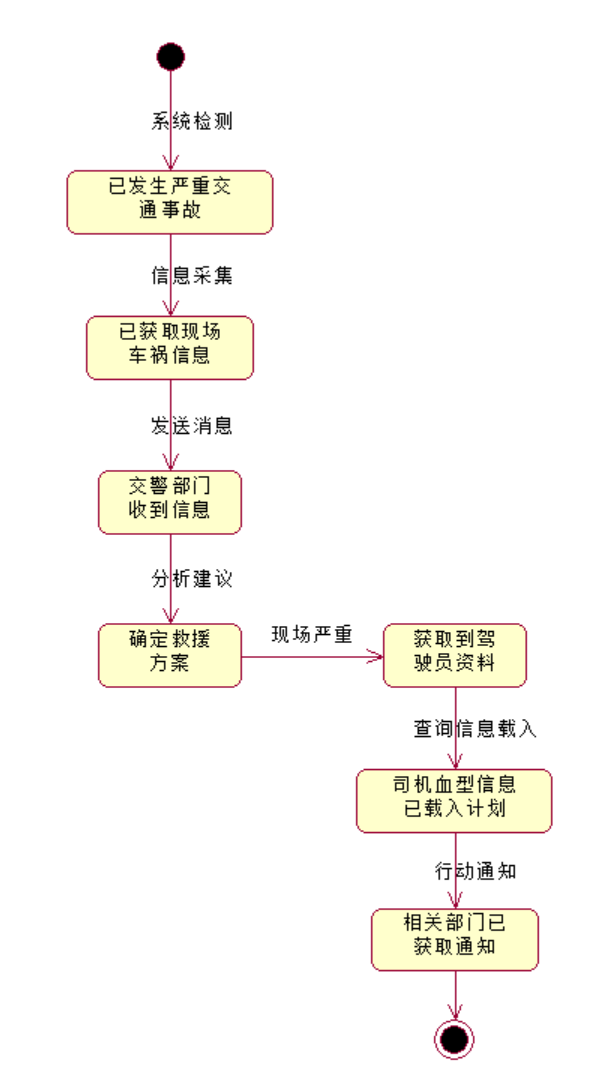 系统检测
已发生严重交
通事故
信息采集
已获取现场
车祸信息
发送消息
交警部门
收到信息
分析建议
确定救援
方案
现场严重
获取到驾
驶员资料
查询信息载入
司机血型信息
已载入计划
行动通知
相关部门已
获取通知